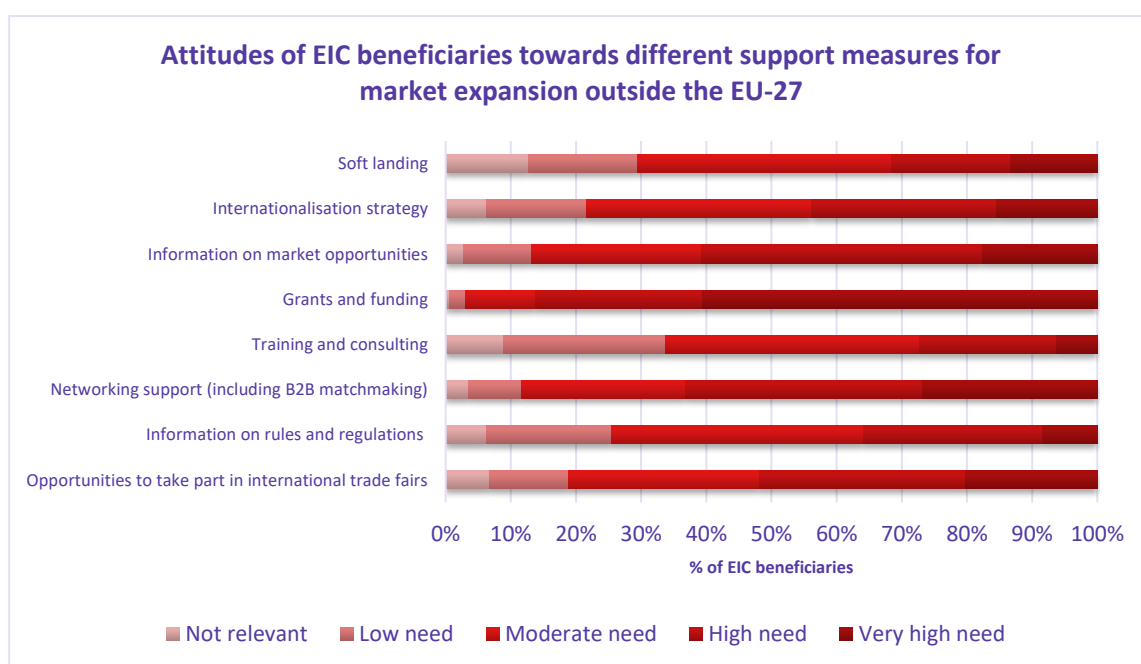 Attitudes of EIC beneficiaries towards different support measures for
market expansion outside the EU-27
Soft landing
Internationalisation strategy
Information on market opportunities
Grants and funding
Training and consulting
Networking support (including B2B matchmaking)
Information on rules and regulations
Opportunities to take part in international trade fairs
0% 10% 20% 30% 40% 50% 60% 70% 80% 90% 100%
% of EIC beneficiaries
Not relevant Low need Moderate need High need Very high need